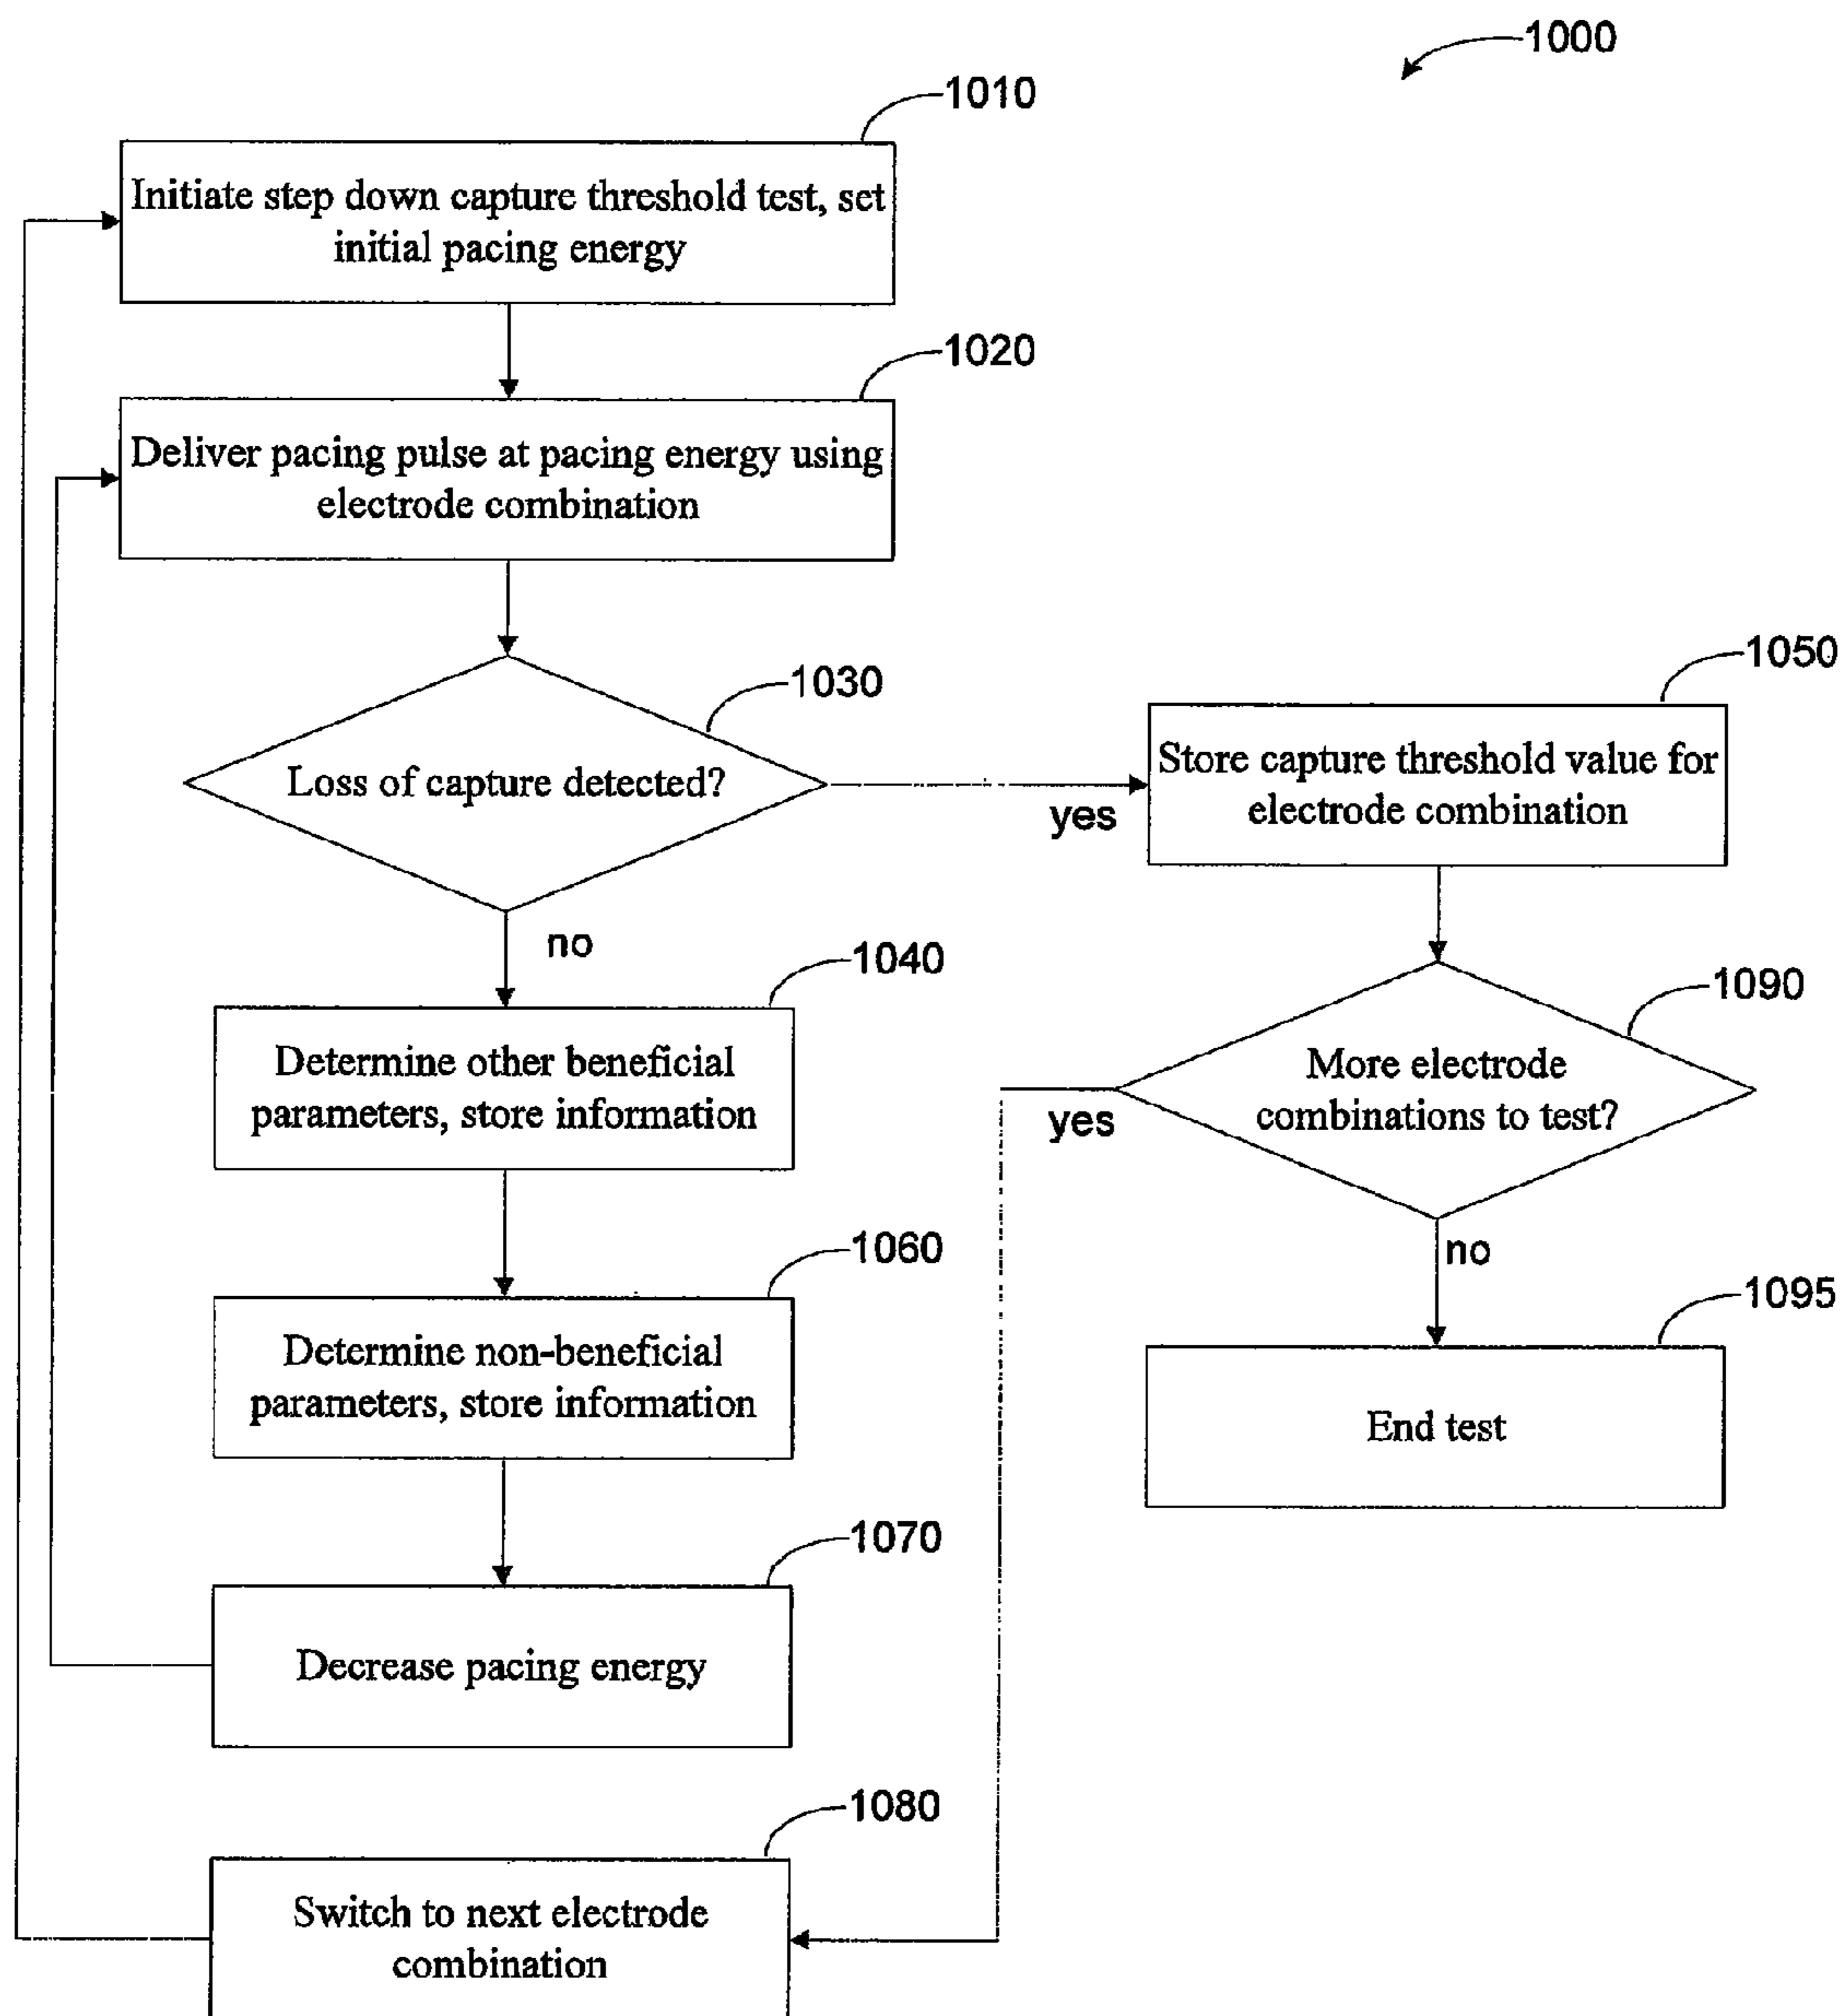 1000
1010
Initiate step down capture threshold test, set
initial pacing energy
1020
Deliver pacing pulse at pacing energy using
electrode combination
1030
Loss of capture detected?
yes
no
1050
Store capture threshold value for
electrode combination
1040
Determine other beneficial
parameters, store information
1090
More electrode
combinations to test?
yes
no
1060
Determine non-beneficial
parameters, store information
1095
End test
1070
Decrease pacing energy
1080
Switch to next electrode
combination